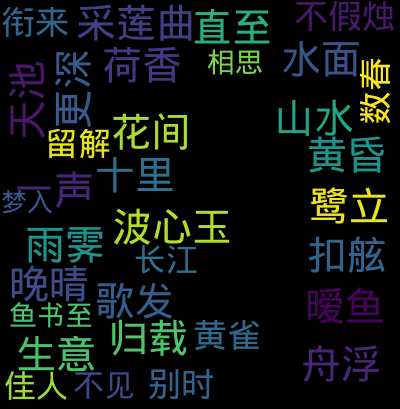 衔来
采莲曲
直至
不假烛
荷香
相思
水面
天池
更深
数春
留解
花间
山水
黄昏
十里
一声
梦入
鹭立
波心玉
雨霁
长江
扣舷
晚晴
歌发
暧鱼
鱼书至
归载
黄雀
生意
舟浮
佳人
不见
别时